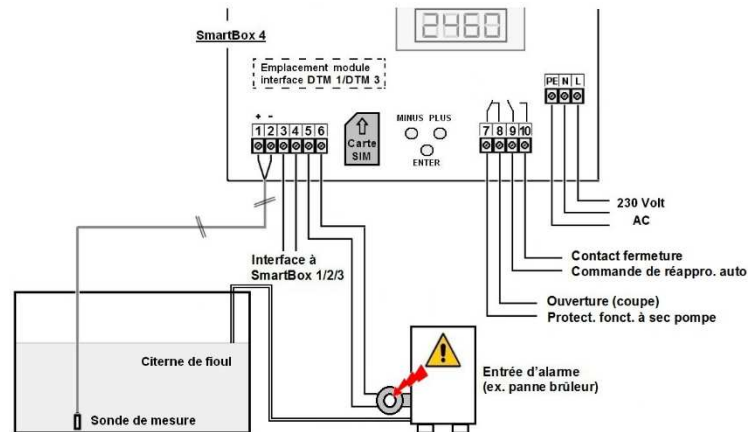 SmartBox 4
2460
Emplacement module
interface DTM 1/DTM 3
+ -
1 2 3 4 5 6
Carte
SIM
MINUS PLUS
ENTER
7 8 9 10
PE N L
230 Volt
AC
Interface à
SmartBox 1/2/3
Contact fermeture
Commande de réappro. auto
Ouverture (coupe)
Protect. fonct. à sec pompe
Citerne de fioul
Sonde de mesure
Entrée d'alarme
(ex. panne brûleur)